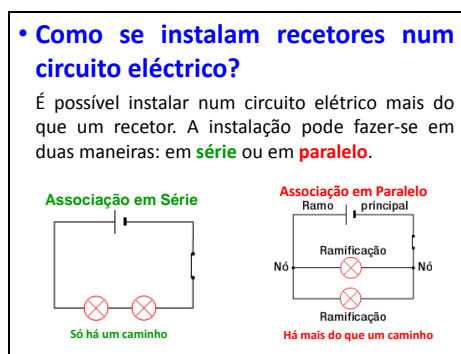 • Como se instalam recetores num
circuito eléctrico?
É possível instalar num circuito elétrico mais do
que um recetor. A instalação pode fazer-se em
duas maneiras: em série ou em paralelo.
Associação em Série
Só há um caminho
Associação em Paralelo
Ramo principal
Ramificação
Nó Nó
Ramificação
Há mais do que um caminho